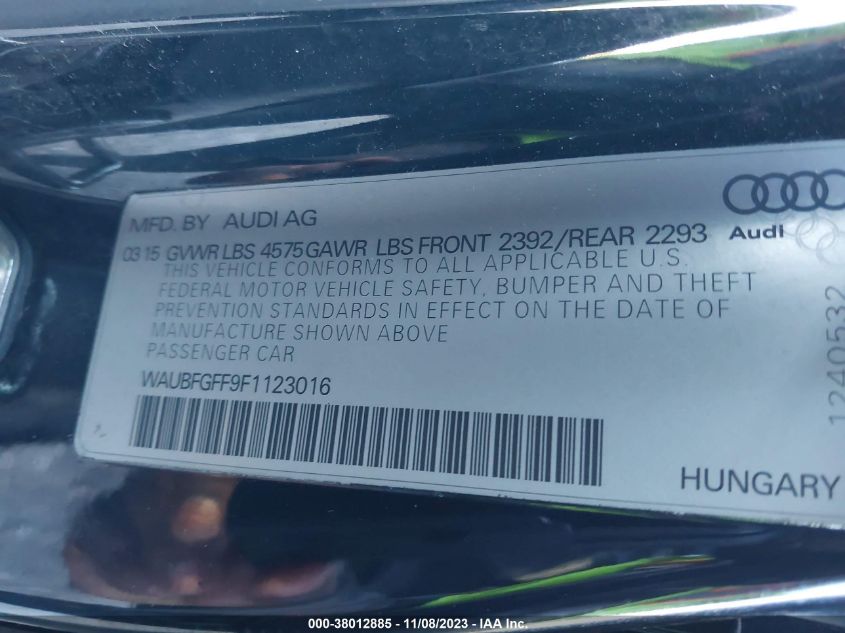 MFD. BY AUDI AG
0315 GVWR LBS 4575 GAWR LBS FRONT 2392/REAR 2293
Audi
THIS VEHICLE CONFORMS TO ALL APPLICABLE U.S.
FEDERAL MOTOR VEHICLE SAFETY, BUMPER AND THEFT
PREVENTION STANDARDS IN EFFECT ON THE DATE OF
MANUFACTURE SHOWN ABOVE
PASSENGER CAR
WAUBFGFF9F1123016
1240532
HUNGARY
000-38012885 - 11/08/2023 - IAA Inc.